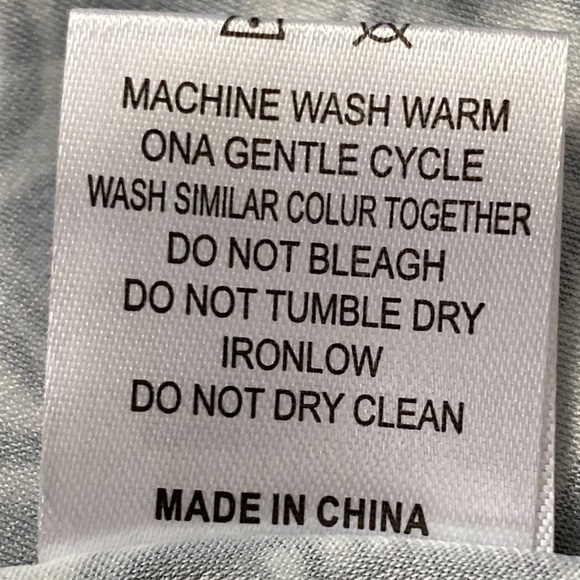 MACHINE WASH WARM
ONA GENTLE CYCLE
WASH SIMILAR COLUR TOGETHER
DO NOT BLEAGH
DO NOT TUMBLE DRY
IRONLOW
DO NOT DRY CLEAN
MADE IN CHINA